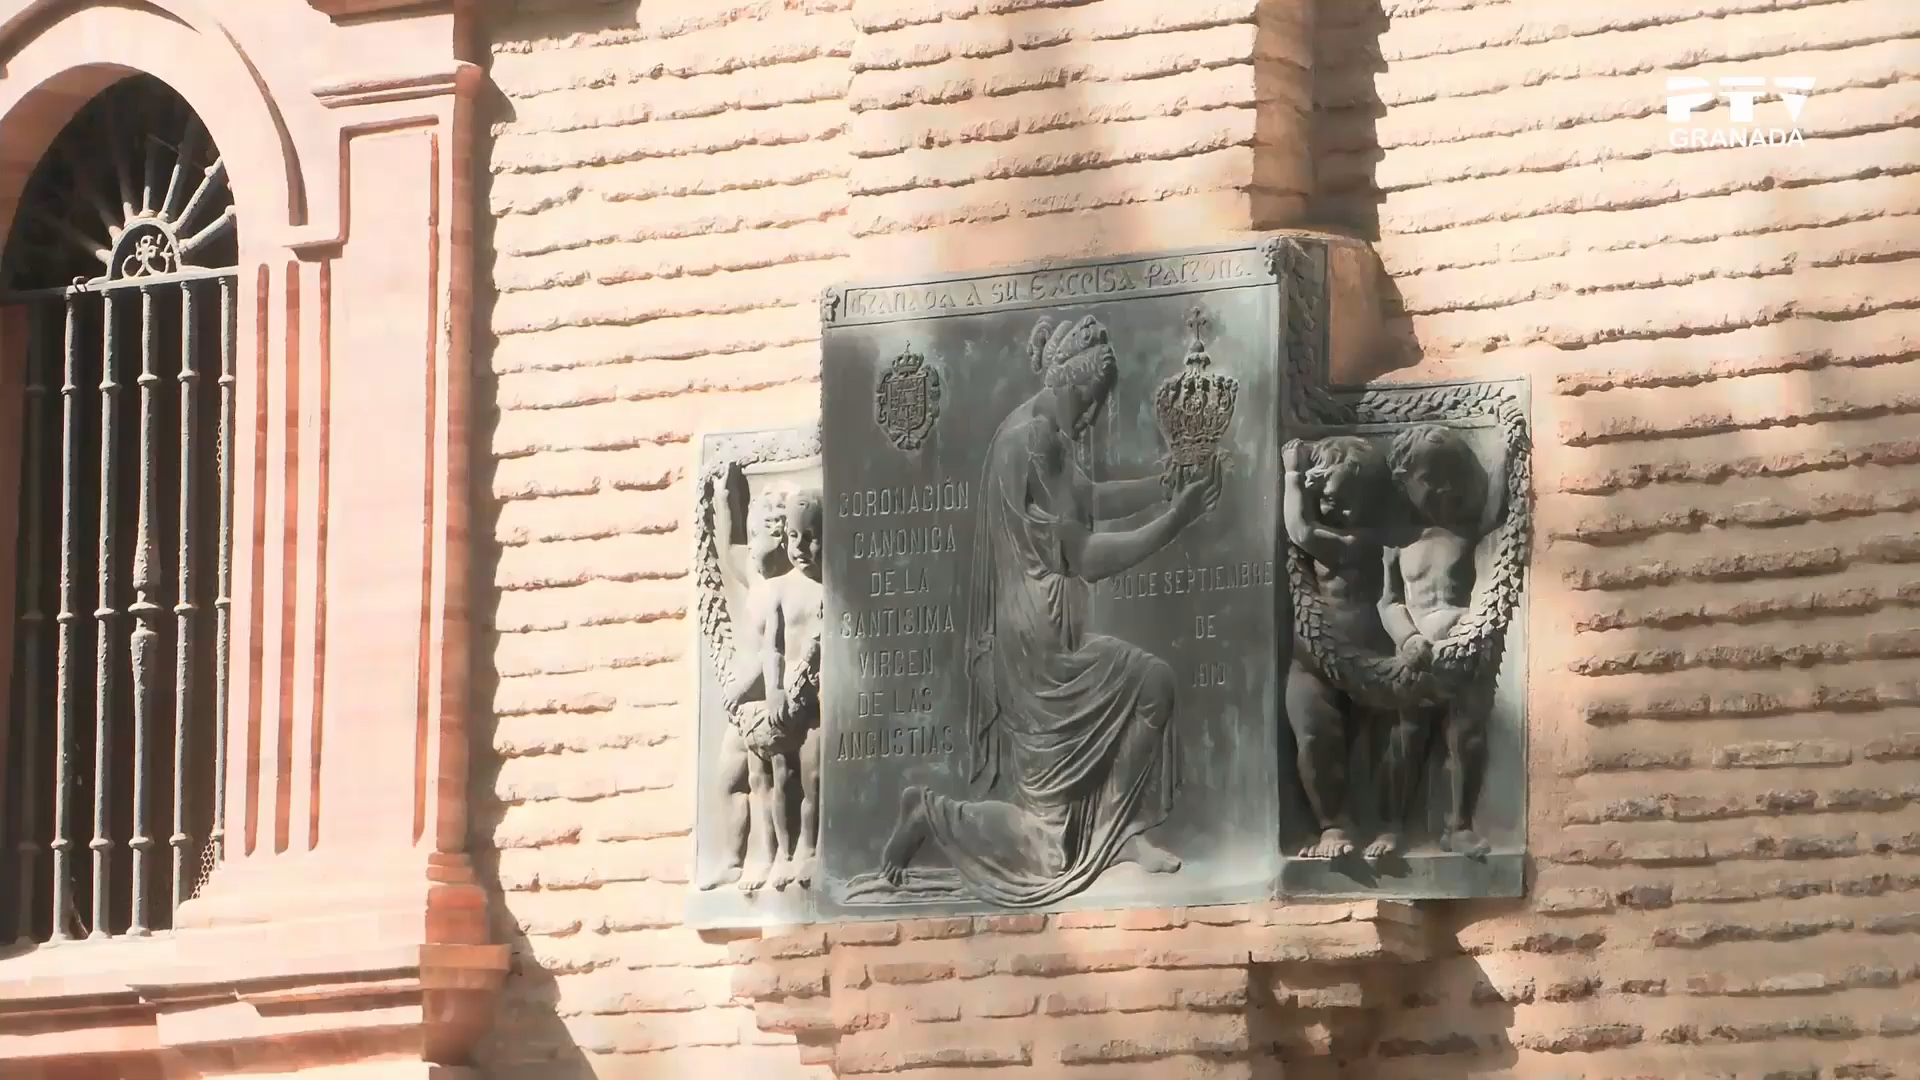 PTV
GRANADA
GRANADA A SU EXCELSA PATRONA
CORONACIÓN
CANONICA
DE LA
SANTISIMA
VIRGEN
DE LAS
ANGUSTIAS
20 DE SEPTIEMBRE
DE
1913